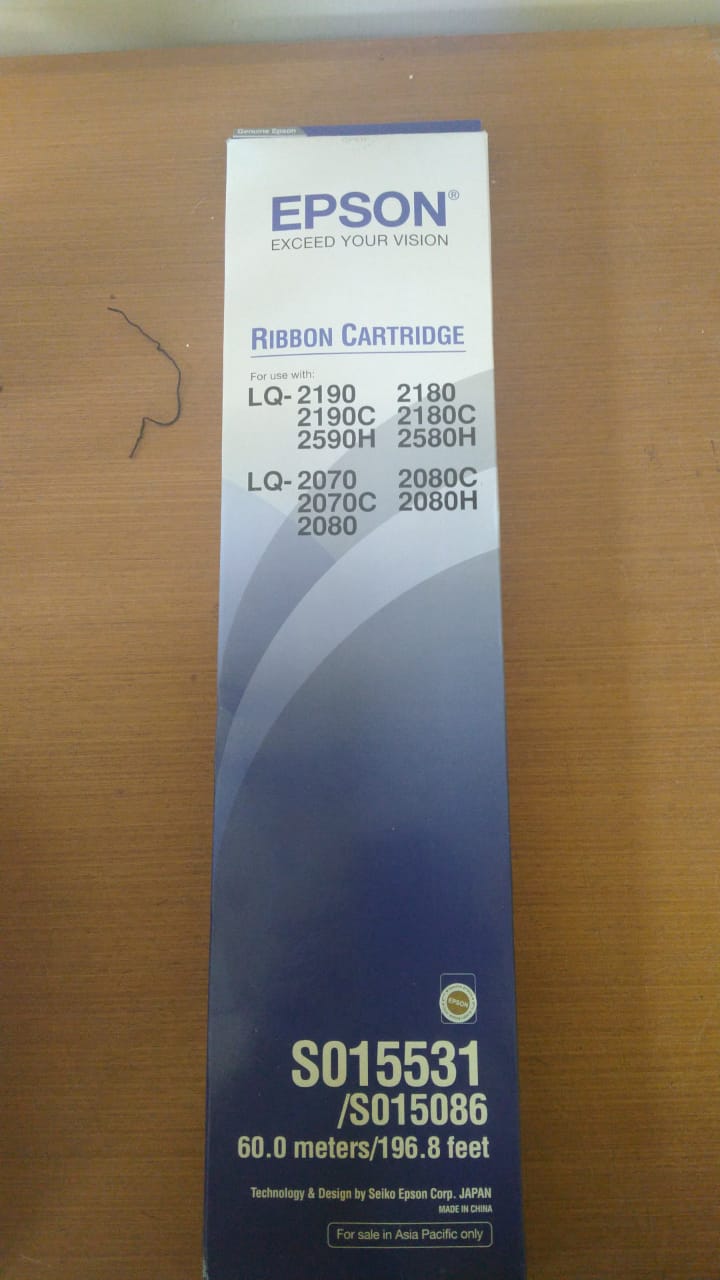 Genuine Epson
EPSON®
EXCEED YOUR VISION
RIBBON CARTRIDGE
For use with:
LQ- 2190 2180
2190C 2180C
2590H 2580H
LQ- 2070 2080C
2070C 2080H
2080
EPSON
S015531
/S015086
60.0 meters/196.8 feet
Technology & Design by Seiko Epson Corp. JAPAN
MADE IN CHINA
For sale in Asia Pacific only